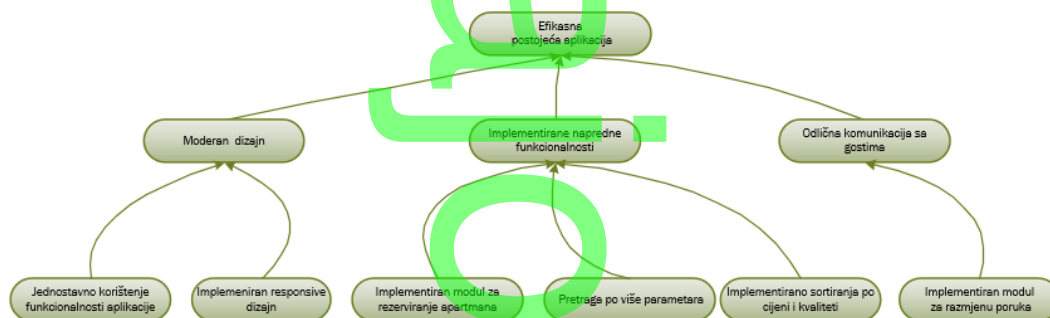 Efikasna
postojeća aplikacija
Moderan dizajn
Implementirane napredne
funkcionalnosti
Odlična komunikacija sa
gostima
Jednostavno korištenje
funkcionalnosti aplikacije
Implemeniran responsive
dizajn
Implementiran modul za
rezerviranje apartmana
Pretraga po više parametara
Implementirano sortiranja po
cijeni i kvaliteti
Implementiran modul
za razmjenu poruka